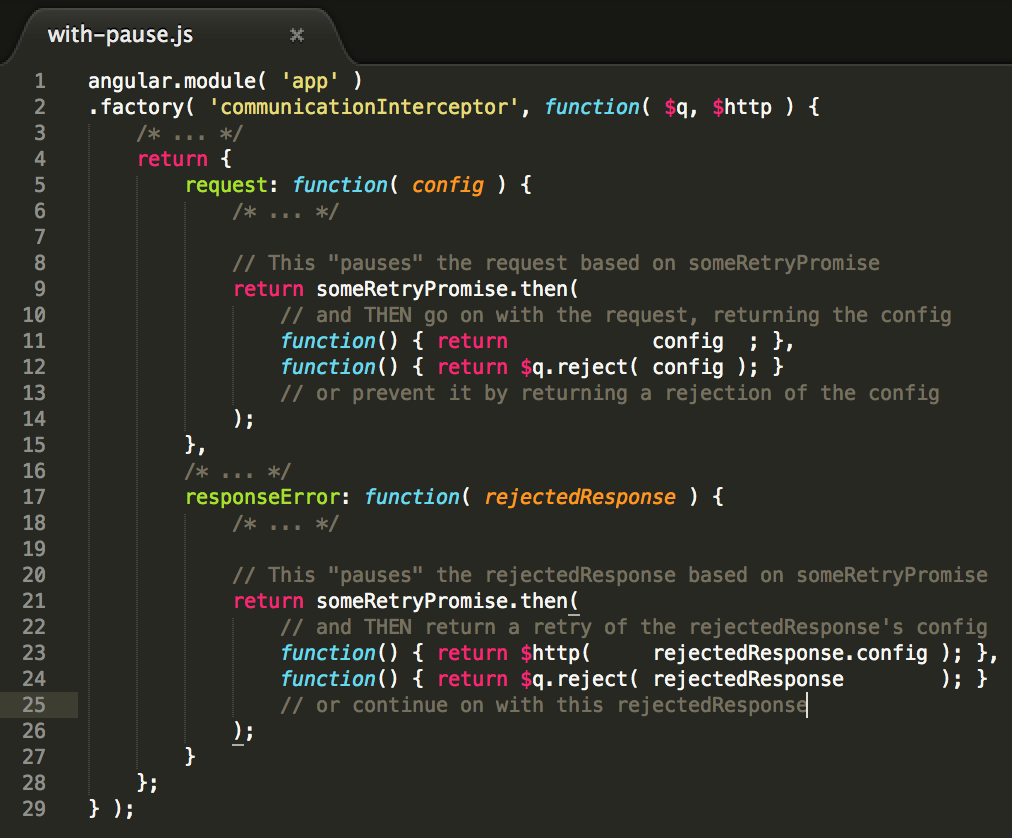 with-pause.js ×
1 angular.module( 'app' )
2 .factory( 'communicationInterceptor', function( $q, $http ) {
3     /* ... */
4     return {
5         request: function( config ) {
6             /* ... */
7
8             // This "pauses" the request based on someRetryPromise
9             return someRetryPromise.then(
10                 // and THEN go on with the request, returning the config
11                 function() { return            config  ; },
12                 function() { return $q.reject( config ); }
13                 // or prevent it by returning a rejection of the config
14             );
15         },
16         /* ... */
17         responseError: function( rejectedResponse ) {
18             /* ... */
19
20             // This "pauses" the rejectedResponse based on someRetryPromise
21             return someRetryPromise.then(
22                 // and THEN return a retry of the rejectedResponse's config
23                 function() { return $http(     rejectedResponse.config ); },
24                 function() { return $q.reject( rejectedResponse        ); }
25                 // or continue on with this rejectedResponse
26             );
27         }
28     };
29 } );